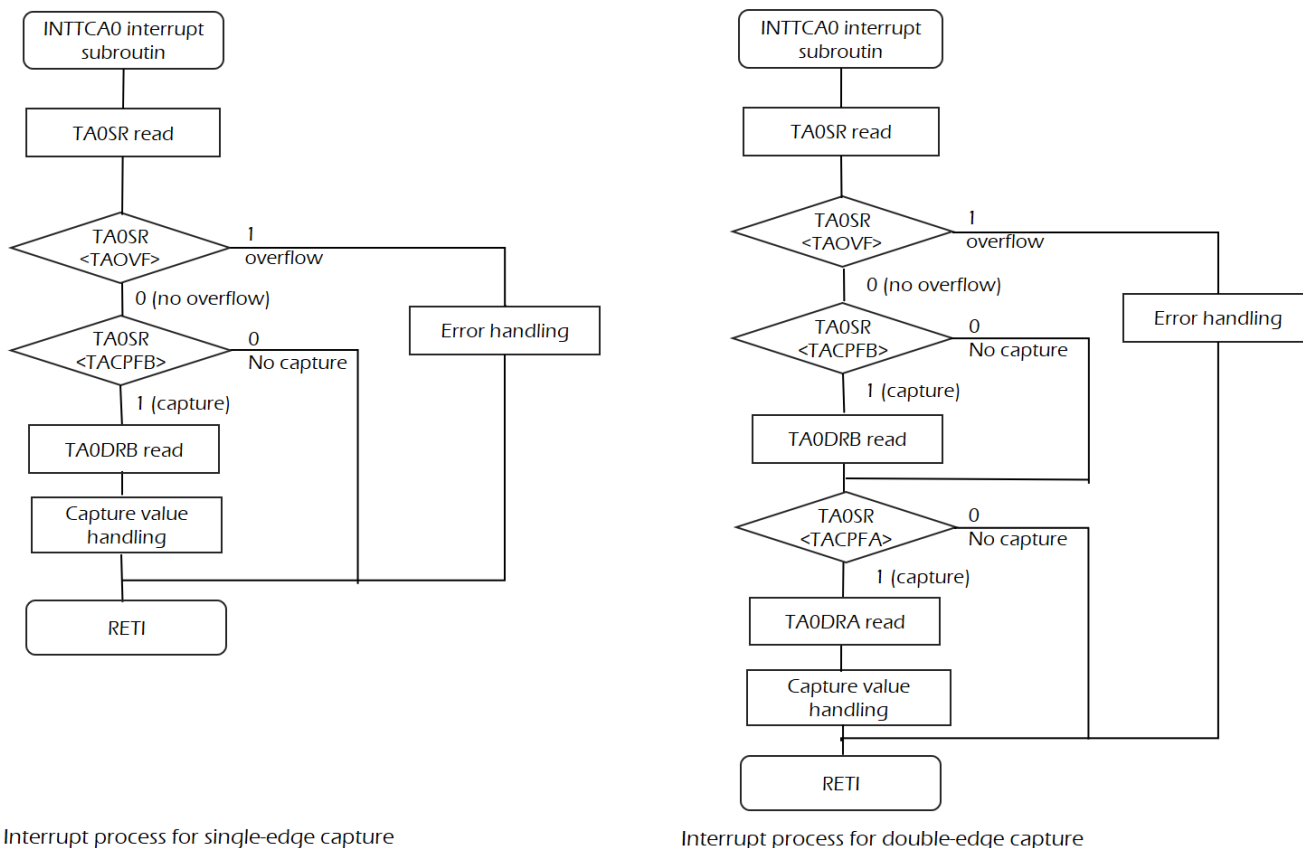 INTTCA0 interrupt
subroutin
TA0SR read
TA0SR
<TAOVF>
1
overflow
0 (no overflow)
Error handling
TA0SR
<TACPFB>
0
No capture
1 (capture)
TA0DRB read
Capture value
handling
RETI
Interrupt process for single-edge capture
INTTCA0 interrupt
subroutin
TA0SR read
TA0SR
<TAOVF>
1
overflow
0 (no overflow)
Error handling
TA0SR
<TACPFB>
0
No capture
1 (capture)
TA0DRB read
TA0SR
<TACPFA>
0
No capture
1 (capture)
TA0DRA read
Capture value
handling
RETI
Interrupt process for double-edge capture